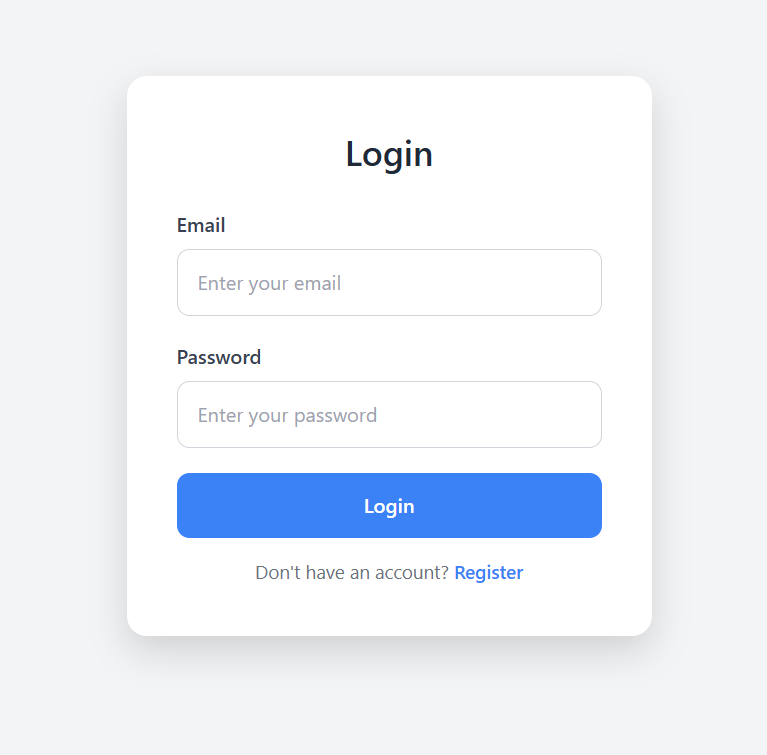 Login
Email
Enter your email
Password
Enter your password
Login
Don't have an account? Register